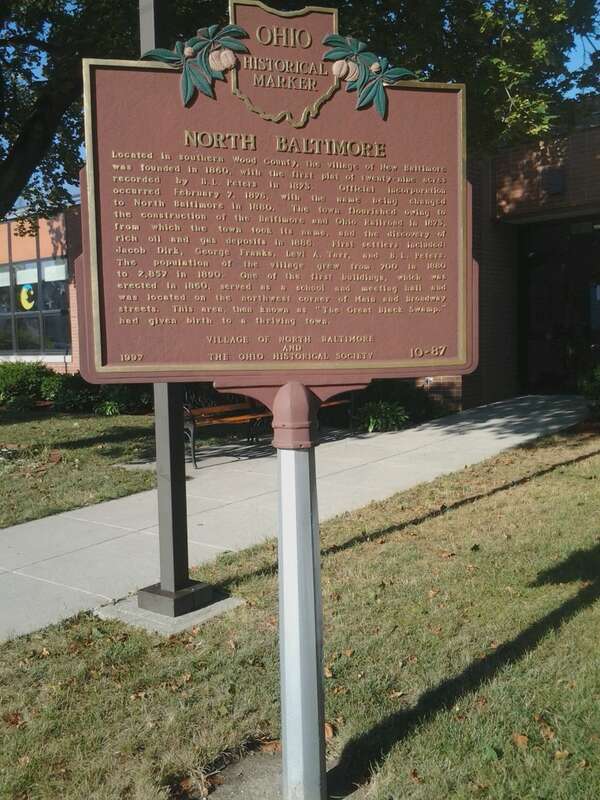 OHIO
HISTORICAL
MARKER
NORTH BALTIMORE
Located in southern Wood County, the village of New Baltimore
was founded in 1860, with the first plat of twenty-nine acres
recorded by B.L. Peters in 1873. Official incorporation
occurred February 7, 1876, with the name being changed
to North Baltimore in 1880. The town flourished owing to
the construction of the Baltimore and Ohio Railroad in 1873,
from which the town took its name, and the discovery of
rich oil and gas deposits in 1886. First settlers included
Jacob Dirk, George Franks, Levi A. Tarr, and B.L. Peters.
The population of the village grew from 700 in 1880
to 2,857 in 1890. One of the first buildings, which was
erected in 1860, served as a school and meeting hall and
was located on the northwest corner of Main and Broadway
streets. This area, then known as "The Great Black Swamp,"
had given birth to a thriving town.
VILLAGE OF NORTH BALTIMORE
AND
1997 THE OHIO HISTORICAL SOCIETY 10-87